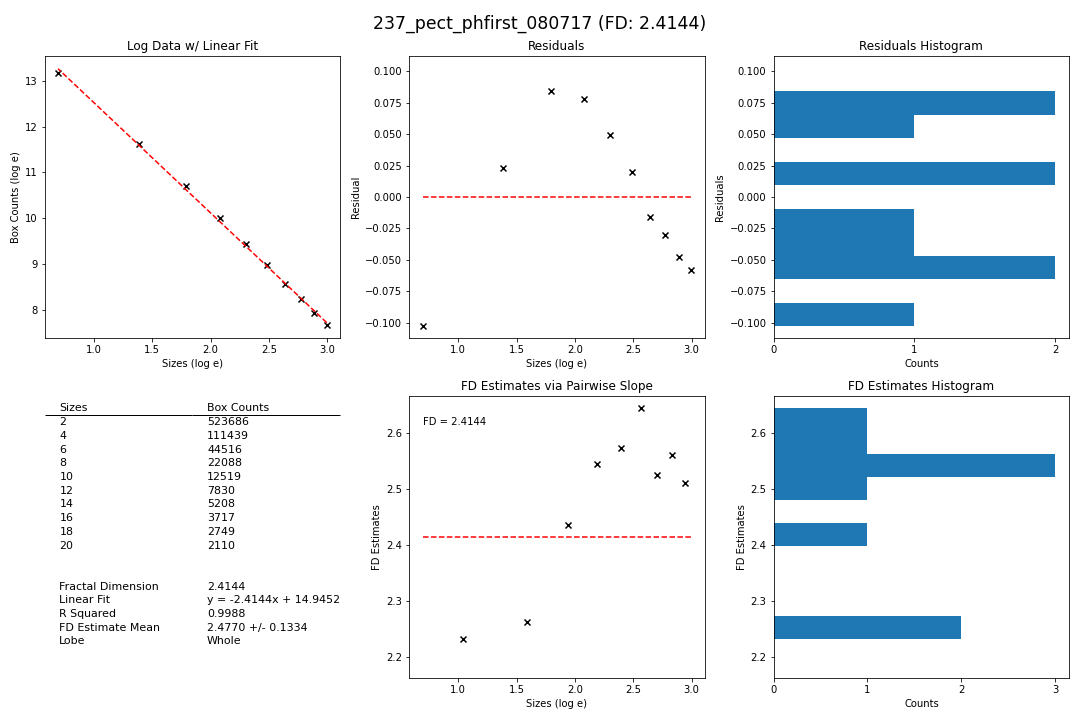 237_pect_phfirst_080717 (FD: 2.4144)
Log Data w/ Linear Fit
Box Counts (log e)
13
12
11
10
9
8
1.0 1.5 2.0 2.5 3.0
Sizes (log e)
Residuals
Residual
0.100
0.075
0.050
0.025
0.000
−0.025
−0.050
−0.075
−0.100
1.0 1.5 2.0 2.5 3.0
Sizes (log e)
Residuals Histogram
Residuals
0.100
0.075
0.050
0.025
0.000
−0.025
−0.050
−0.075
−0.100
0 1 2
Counts
Sizes Box Counts
2 523686
4 111439
6 44516
8 22088
10 12519
12 7830
14 5208
16 3717
18 2749
20 2110
Fractal Dimension 2.4144
Linear Fit y = -2.4144x + 14.9452
R Squared 0.9988
FD Estimate Mean 2.4770 +/- 0.1334
Lobe Whole
FD Estimates via Pairwise Slope
FD = 2.4144
FD Estimates
2.6
2.5
2.4
2.3
2.2
1.0 1.5 2.0 2.5 3.0
Sizes (log e)
FD Estimates Histogram
FD Estimates
2.6
2.5
2.4
2.3
2.2
0 1 2 3
Counts